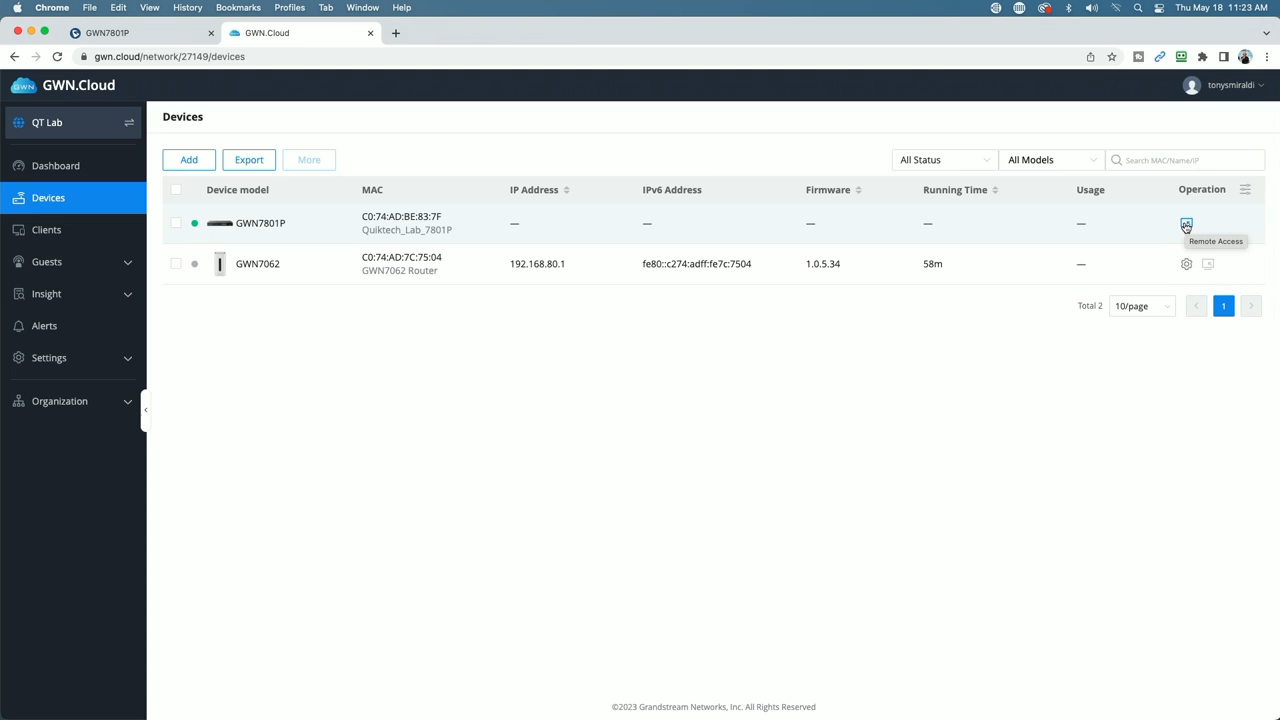 Chrome File Edit View History Bookmarks Profiles Tab Window Help Thu May 18 11:23 AM
GWN7801P GWN.Cloud
gwn.cloud/network/27149/devices
GWN GWN.Cloud tonysmiraldi
QT Lab
Dashboard
Devices
Clients
Guests
Insight
Alerts
Settings
Organization
Devices
Add Export More All Status All Models Search MAC/Name/IP
Device model MAC IP Address IPv6 Address Firmware Running Time Usage Operation
GWN7801P C0:74:AD:BE:83:7F — — — — —
Quiktech_Lab_7801P
Remote Access
GWN7062 C0:74:AD:7C:75:04 192.168.80.1 fe80::c274:adff:fe7c:7504 1.0.5.34 58m —
GWN7062 Router
Total 2 10/page 1
©2023 Grandstream Networks, Inc. All Rights Reserved